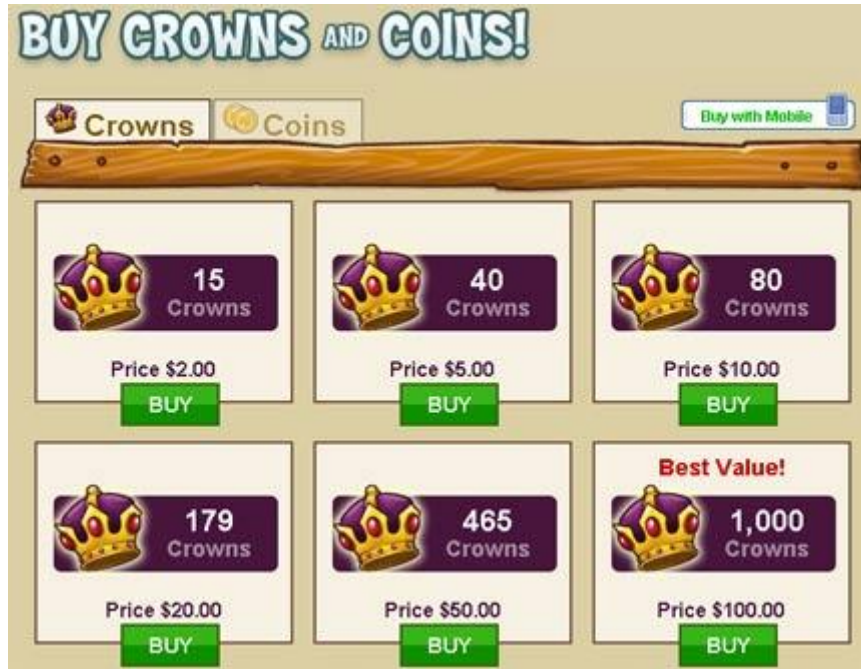 BUY CROWNS AND COINS!
Crowns
Coins
Buy with Mobile
15
Crowns
Price $2.00
BUY
40
Crowns
Price $5.00
BUY
80
Crowns
Price $10.00
BUY
179
Crowns
Price $20.00
BUY
465
Crowns
Price $50.00
BUY
Best Value!
1,000
Crowns
Price $100.00
BUY